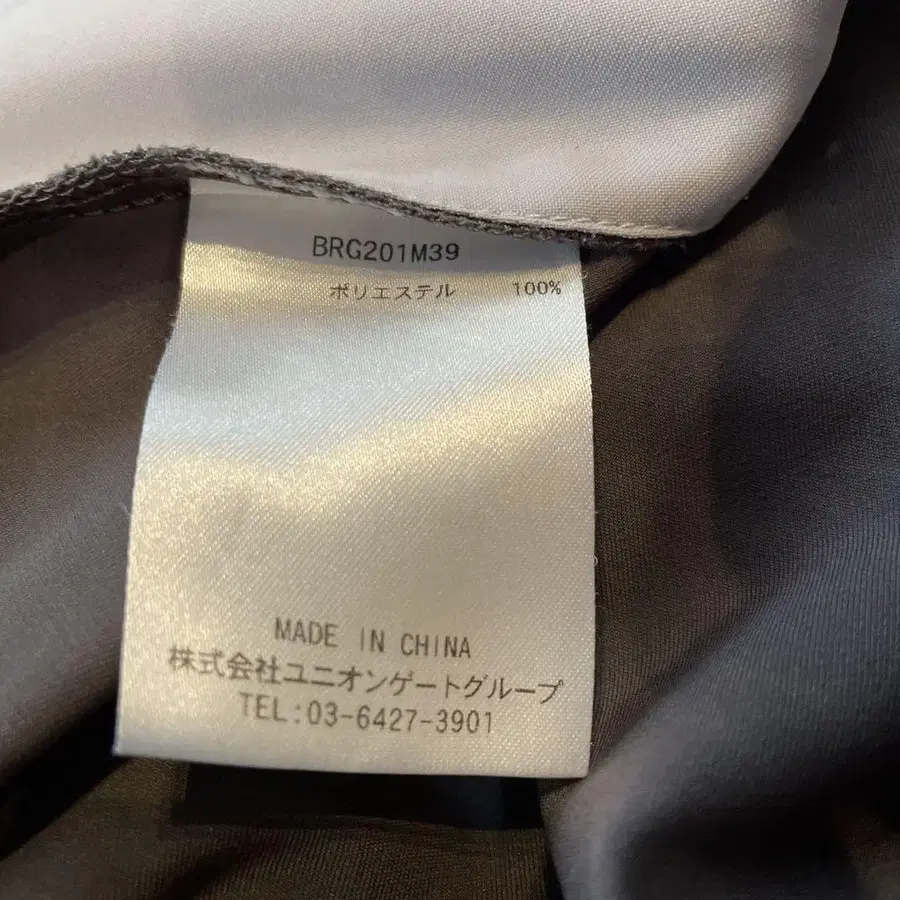 BRG201M39
ポリエステル 100%
MADE IN CHINA
株式会社ユニオンゲートグループ
TEL:03-6427-3901